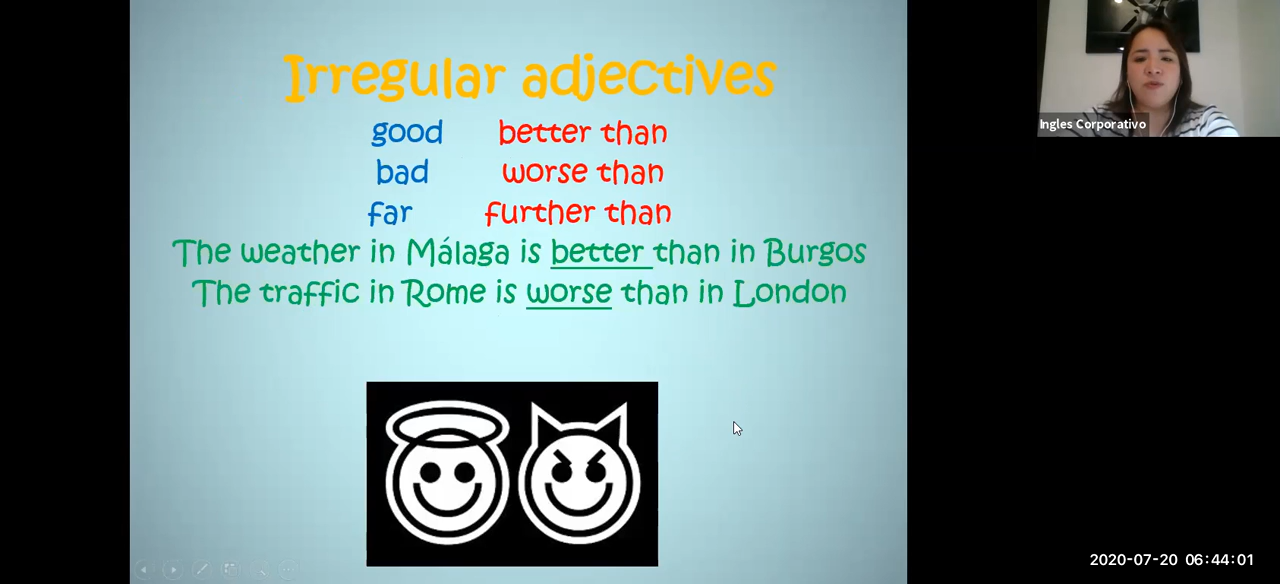 Irregular adjectives
good better than
bad worse than
far further than
The weather in Málaga is better than in Burgos
The traffic in Rome is worse than in London
Ingles Corporativo
2020-07-20 06:44:01